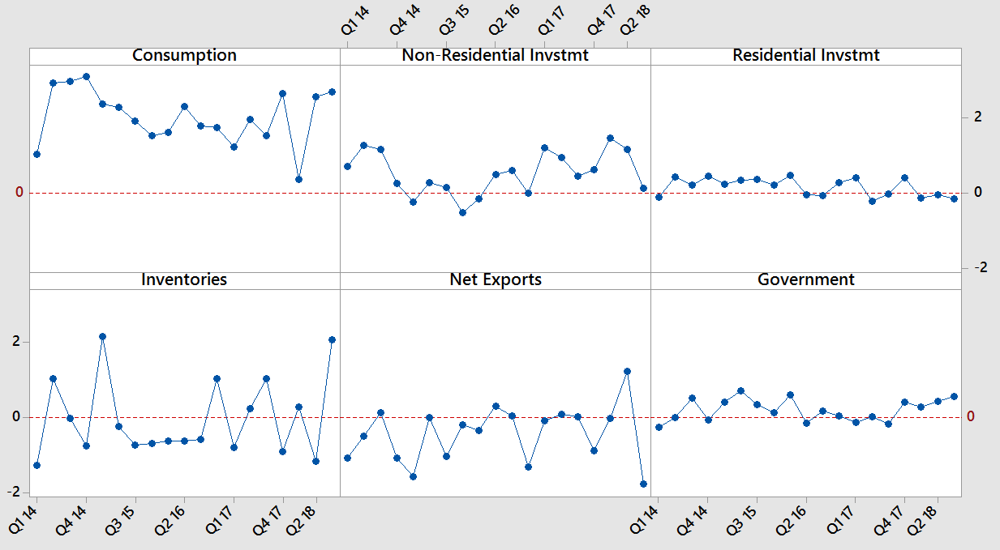 Q1 14 Q4 14 Q3 15 Q2 16 Q1 17 Q4 17 Q2 18
Consumption Non-Residential Invstmt Residential Invstmt
2
0 0
-2
Inventories Net Exports Government
2
0 0
-2
Q1 14 Q4 14 Q3 15 Q2 16 Q1 17 Q4 17 Q2 18 Q1 14 Q4 14 Q3 15 Q2 16 Q1 17 Q4 17 Q2 18